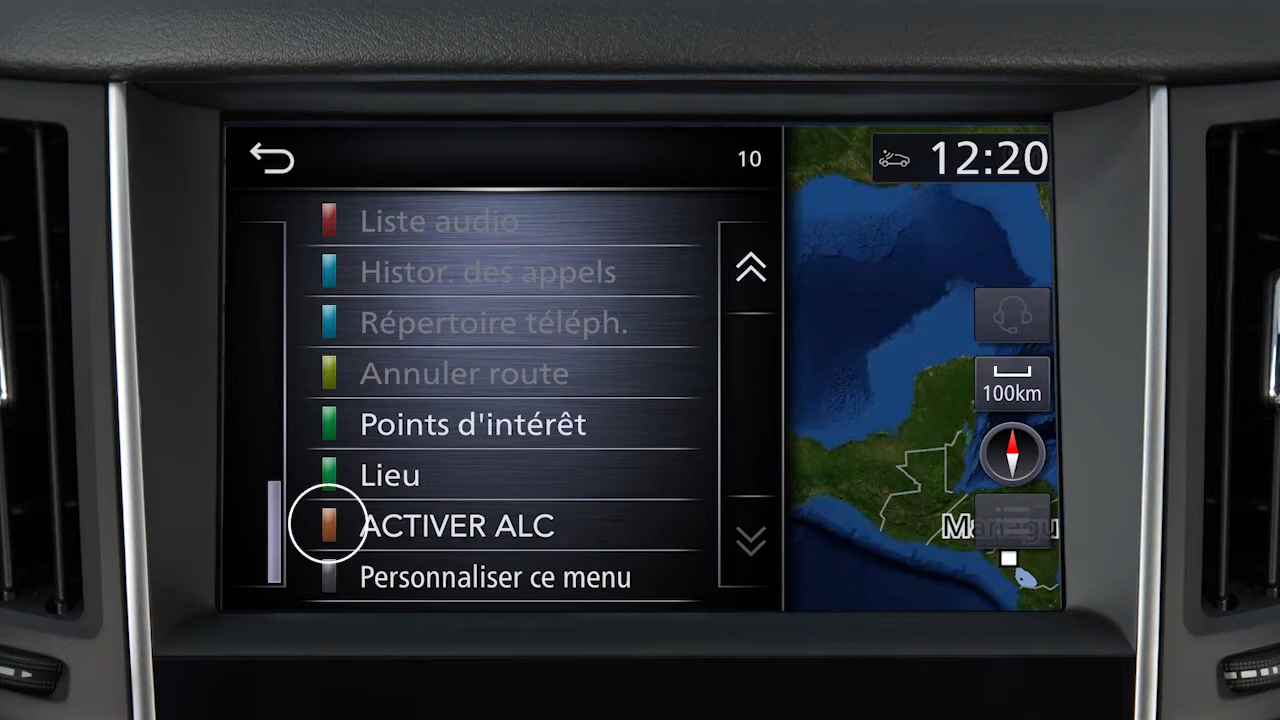 10
12:20
Liste audio
Histor. des appels
Répertoire téléph.
Annuler route
Points d'intérêt
Lieu
ACTIVER ALC
Personnaliser ce menu
100km